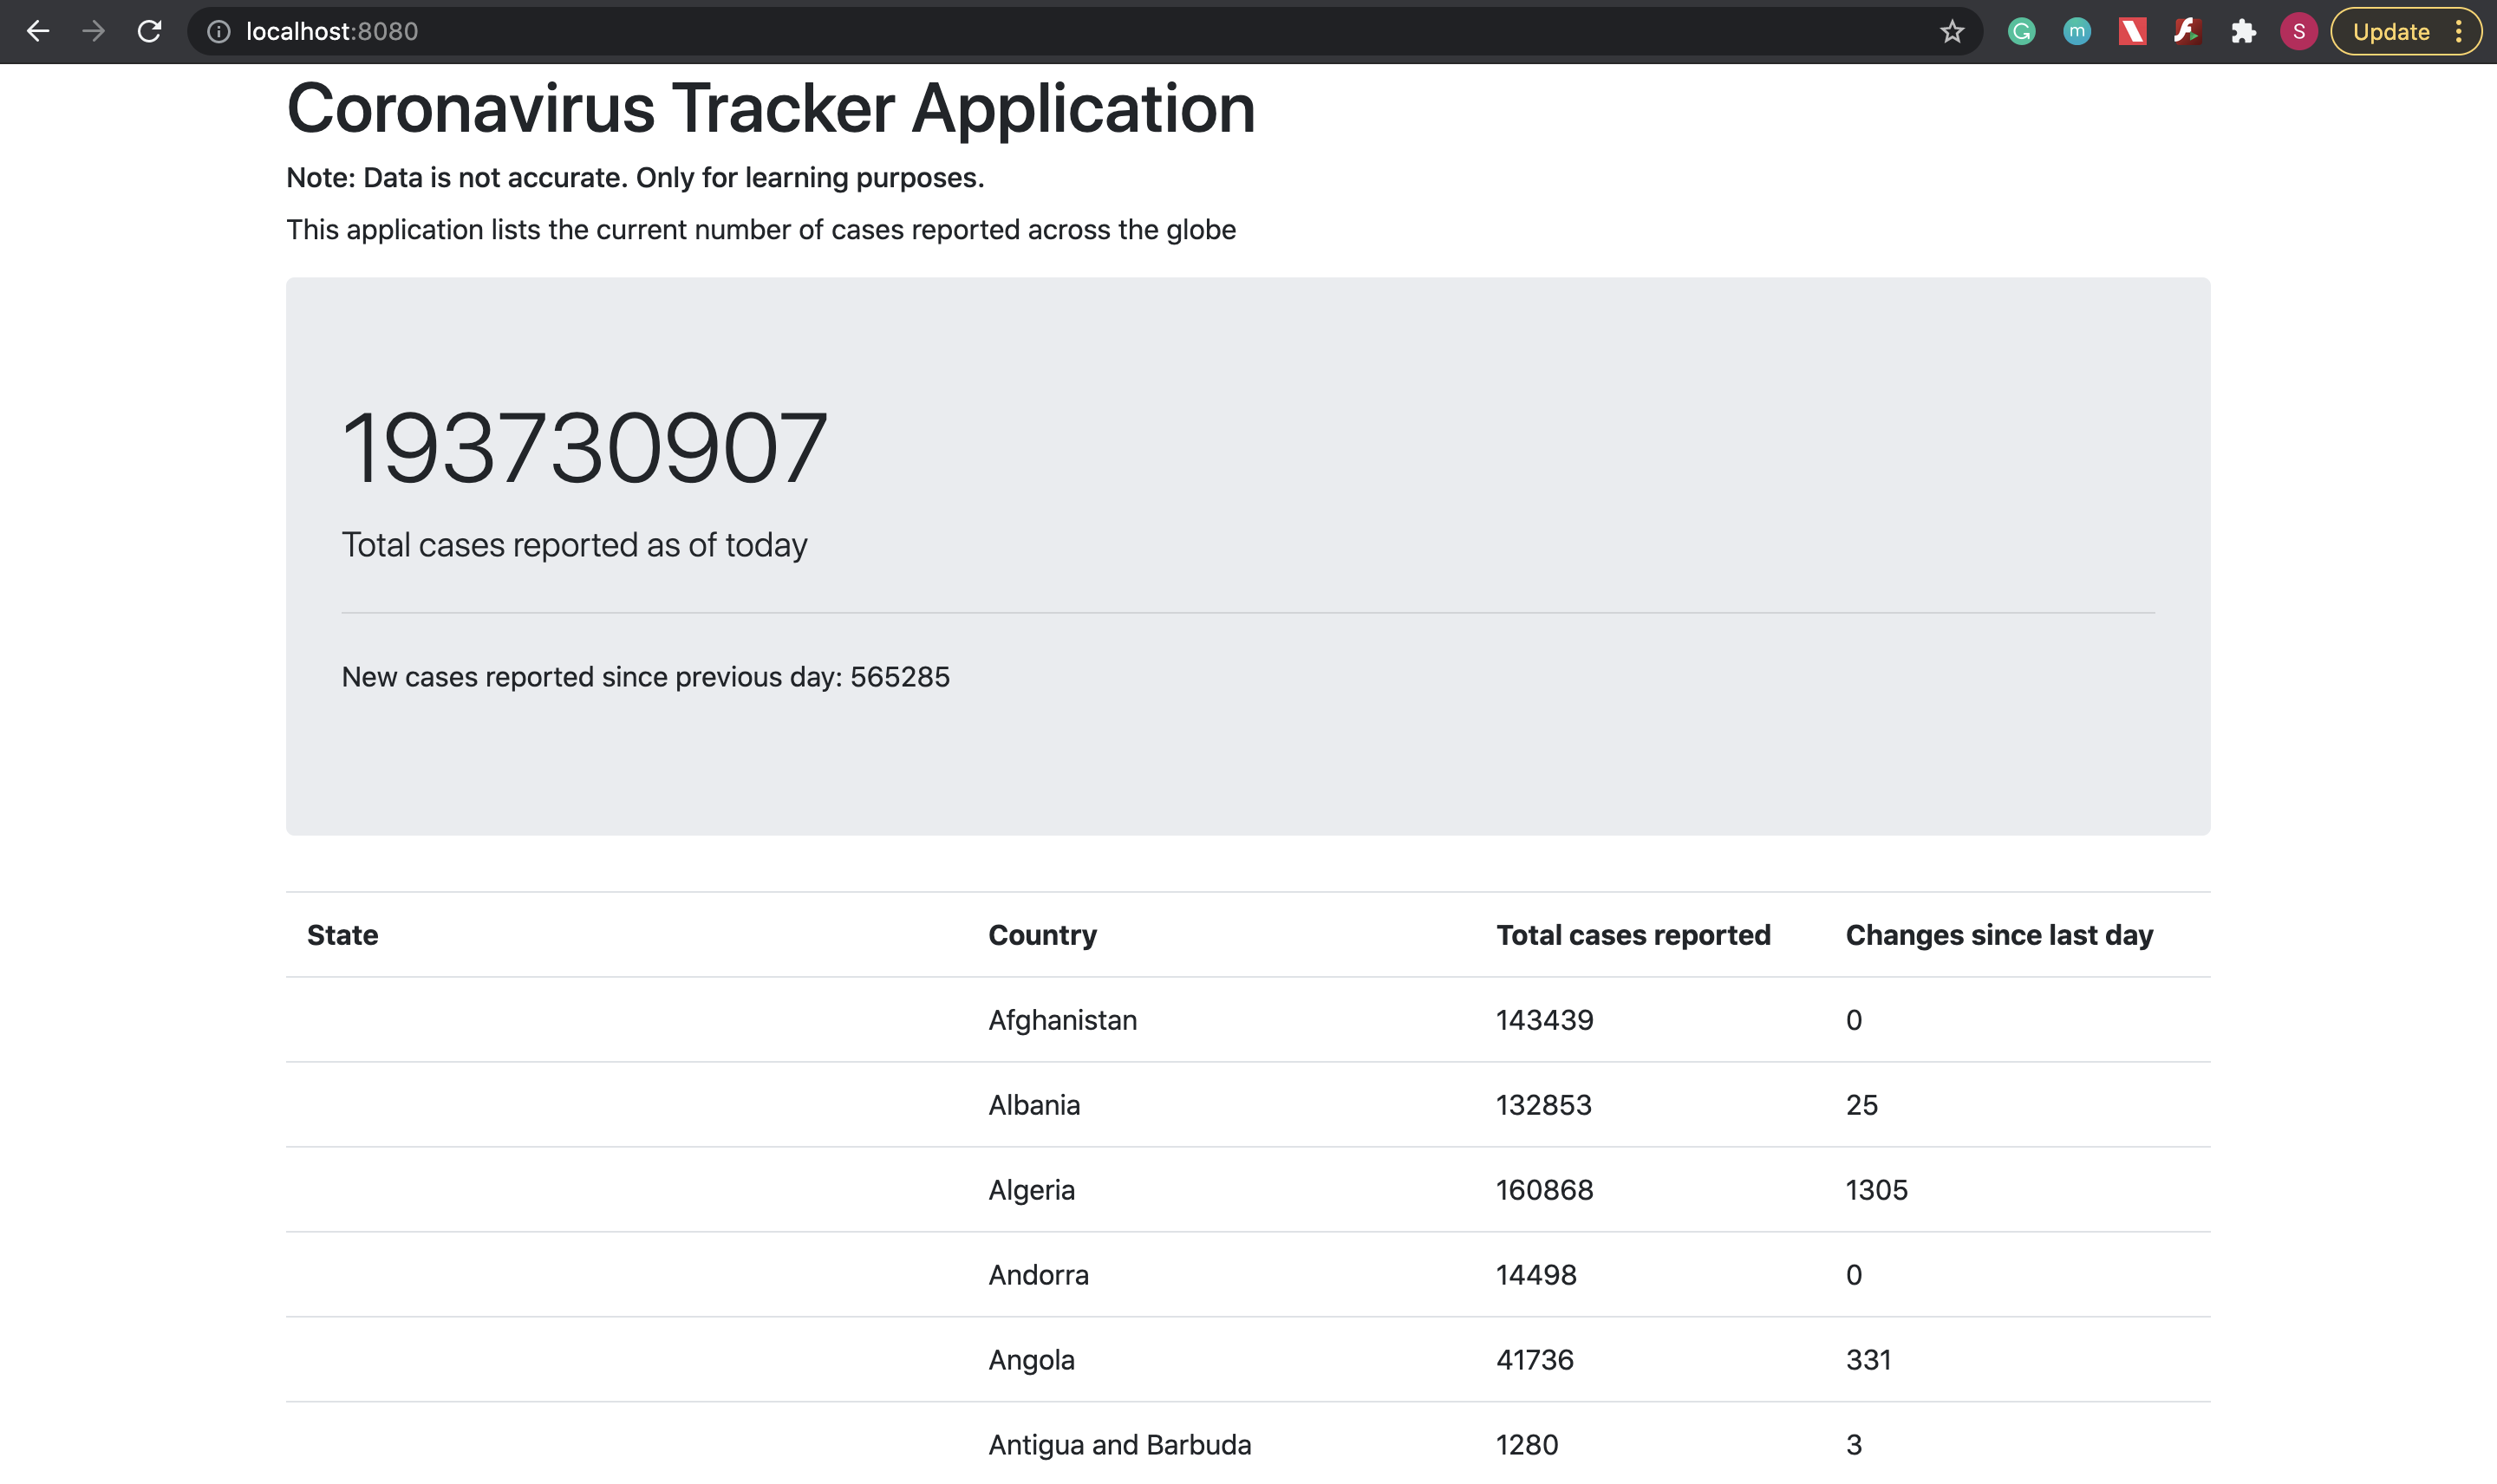 localhost:8080
G
m
S
Update
Coronavirus Tracker Application
Note: Data is not accurate. Only for learning purposes.
This application lists the current number of cases reported across the globe
193730907
Total cases reported as of today
New cases reported since previous day: 565285
State Country Total cases reported Changes since last day
Afghanistan 143439 0
Albania 132853 25
Algeria 160868 1305
Andorra 14498 0
Angola 41736 331
Antigua and Barbuda 1280 3